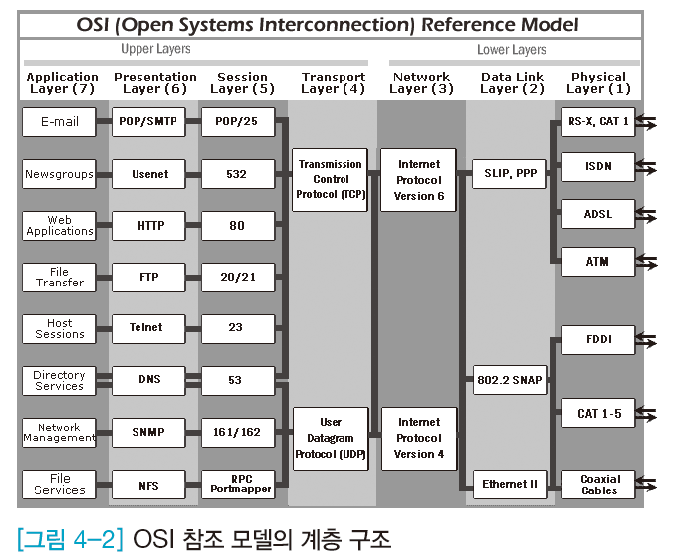 OSI (Open Systems Interconnection) Reference Model
Upper Layers
Lower Layers
Application
Layer (7)
Presentation
Layer (6)
Session
Layer (5)
Transport
Layer (4)
Network
Layer (3)
Data Link
Layer (2)
Physical
Layer (1)
E-mail
POP/SMTP
POP/25
Newsgroups
Usenet
532
Web
Applications
HTTP
80
File
Transfer
FTP
20/21
Host
Sessions
Telnet
23
Directory
Services
DNS
53
Network
Management
SNMP
161/162
File
Services
NFS
RPC
Portmapper
Transmission
Control
Protocol (TCP)
User
Datagram
Protocol (UDP)
Internet
Protocol
Version 6
Internet
Protocol
Version 4
SLIP, PPP
802.2 SNAP
Ethernet II
RS-X, CAT 1
ISDN
ADSL
ATM
FDDI
CAT 1-5
Coaxial
Cables
[그림 4-2] OSI 참조 모델의 계층 구조